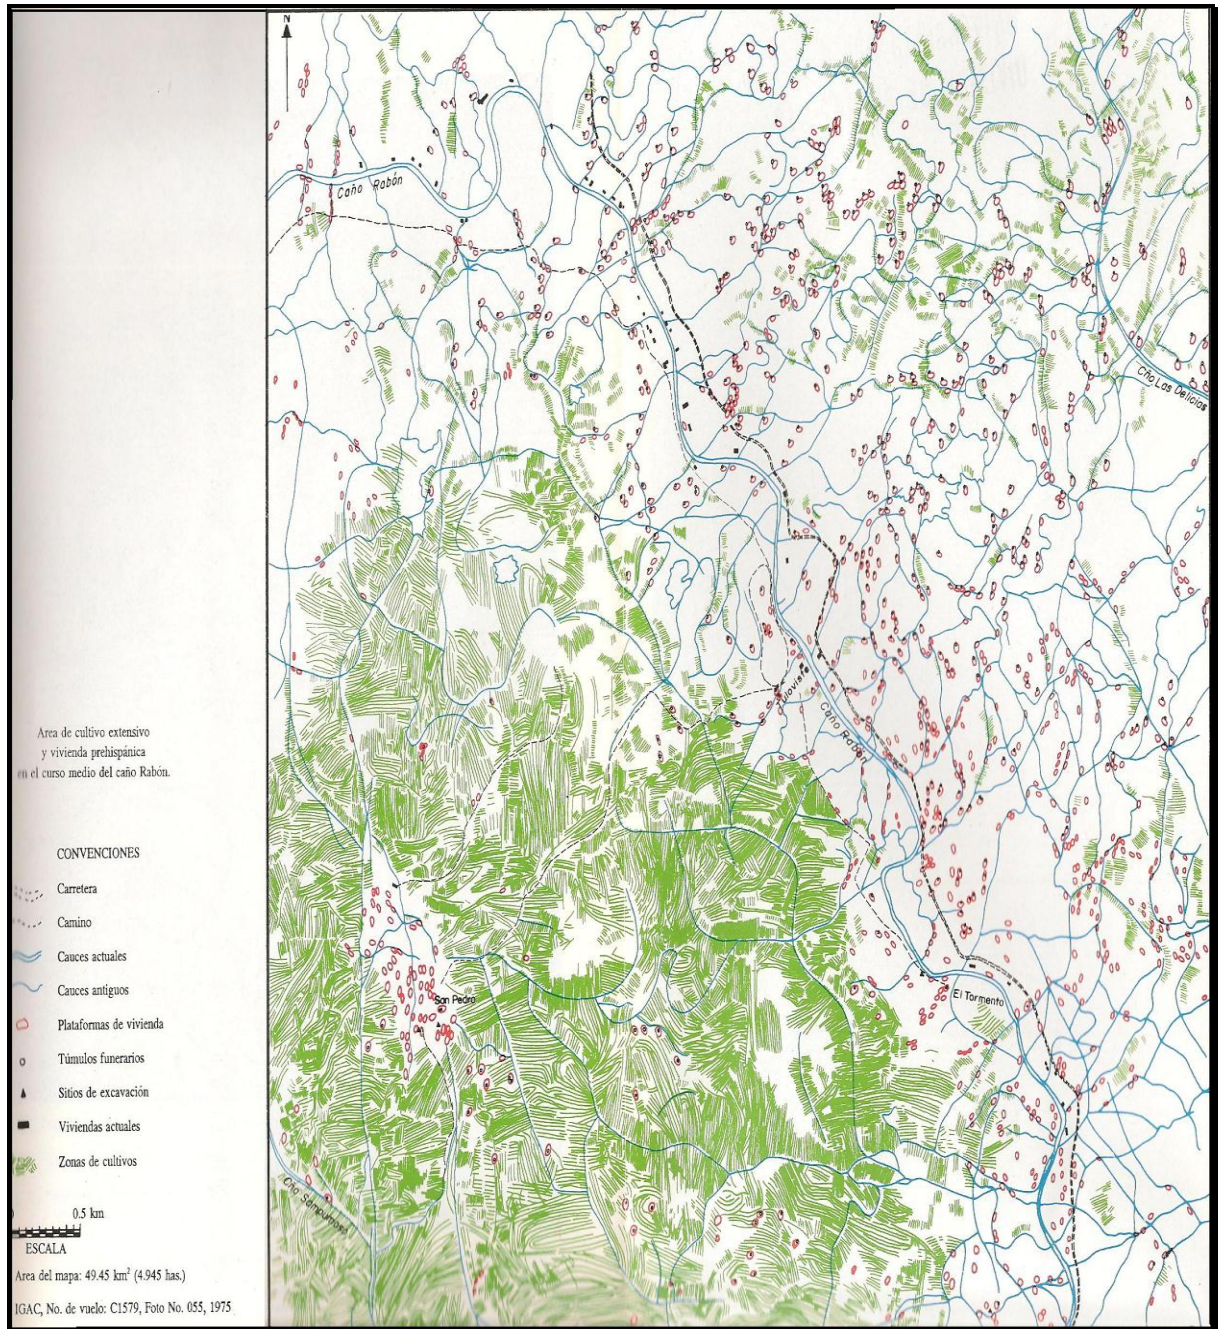 N
Caño Rabón
Cño. Las Delicias
Caño Rabón
San Pedro
El Tormento
Area de cultivo extensivo
y vivienda prehispánica
en el curso medio del caño Rabón.
CONVENCIONES
Carretera
Camino
Cauces actuales
Cauces antiguos
Plataformas de vivienda
Túmulos funerarios
Sitios de excavación
Viviendas actuales
Zonas de cultivos
0.5 km
ESCALA
Area del mapa: 49.45 km² (4.945 has.)
IGAC, No. de vuelo: C1579, Foto No. 055, 1975